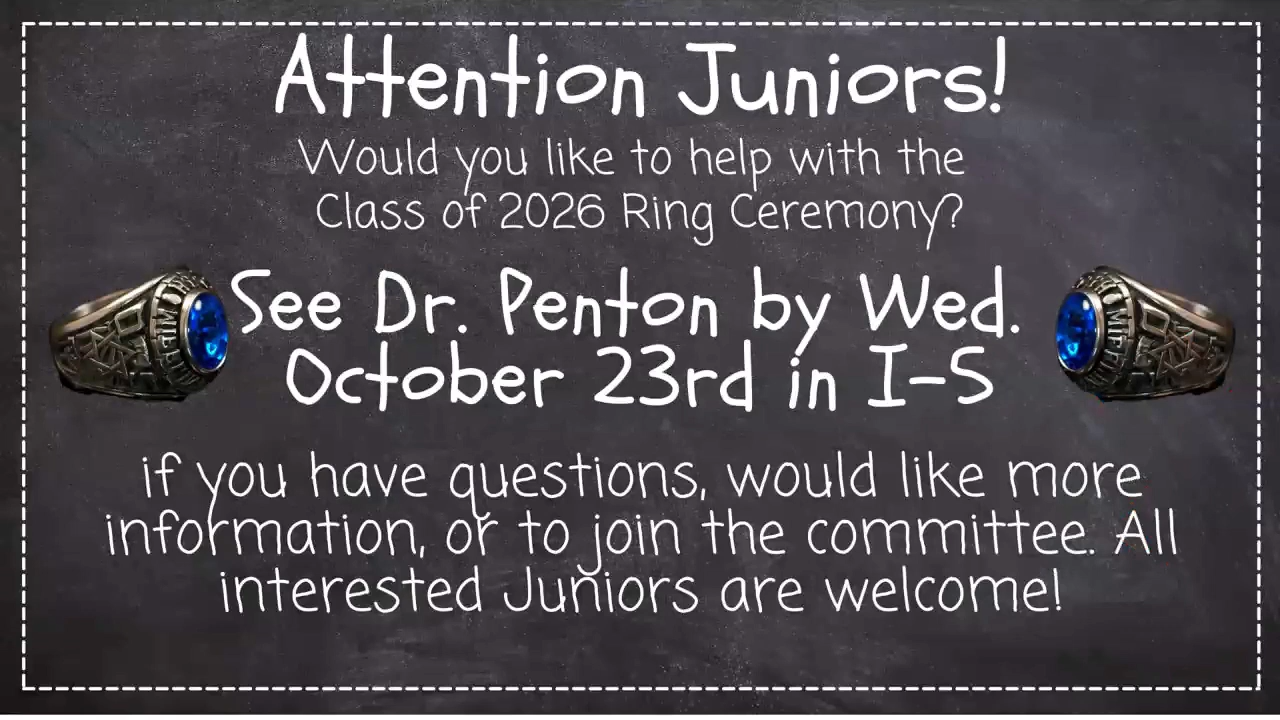 Attention Juniors!
Would you like to help with the
Class of 2026 Ring Ceremony?
See Dr. Penton by Wed.
October 23rd in I-5
if you have questions, would like more
information, or to join the committee. All
interested Juniors are welcome!